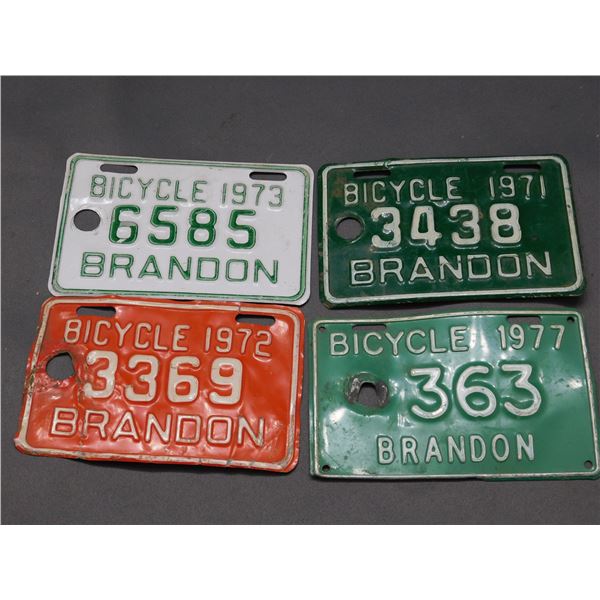 BICYCLE 1973
6585
BRANDON
BICYCLE 1971
3438
BRANDON
BICYCLE 1972
3369
BRANDON
BICYCLE 1977
363
BRANDON